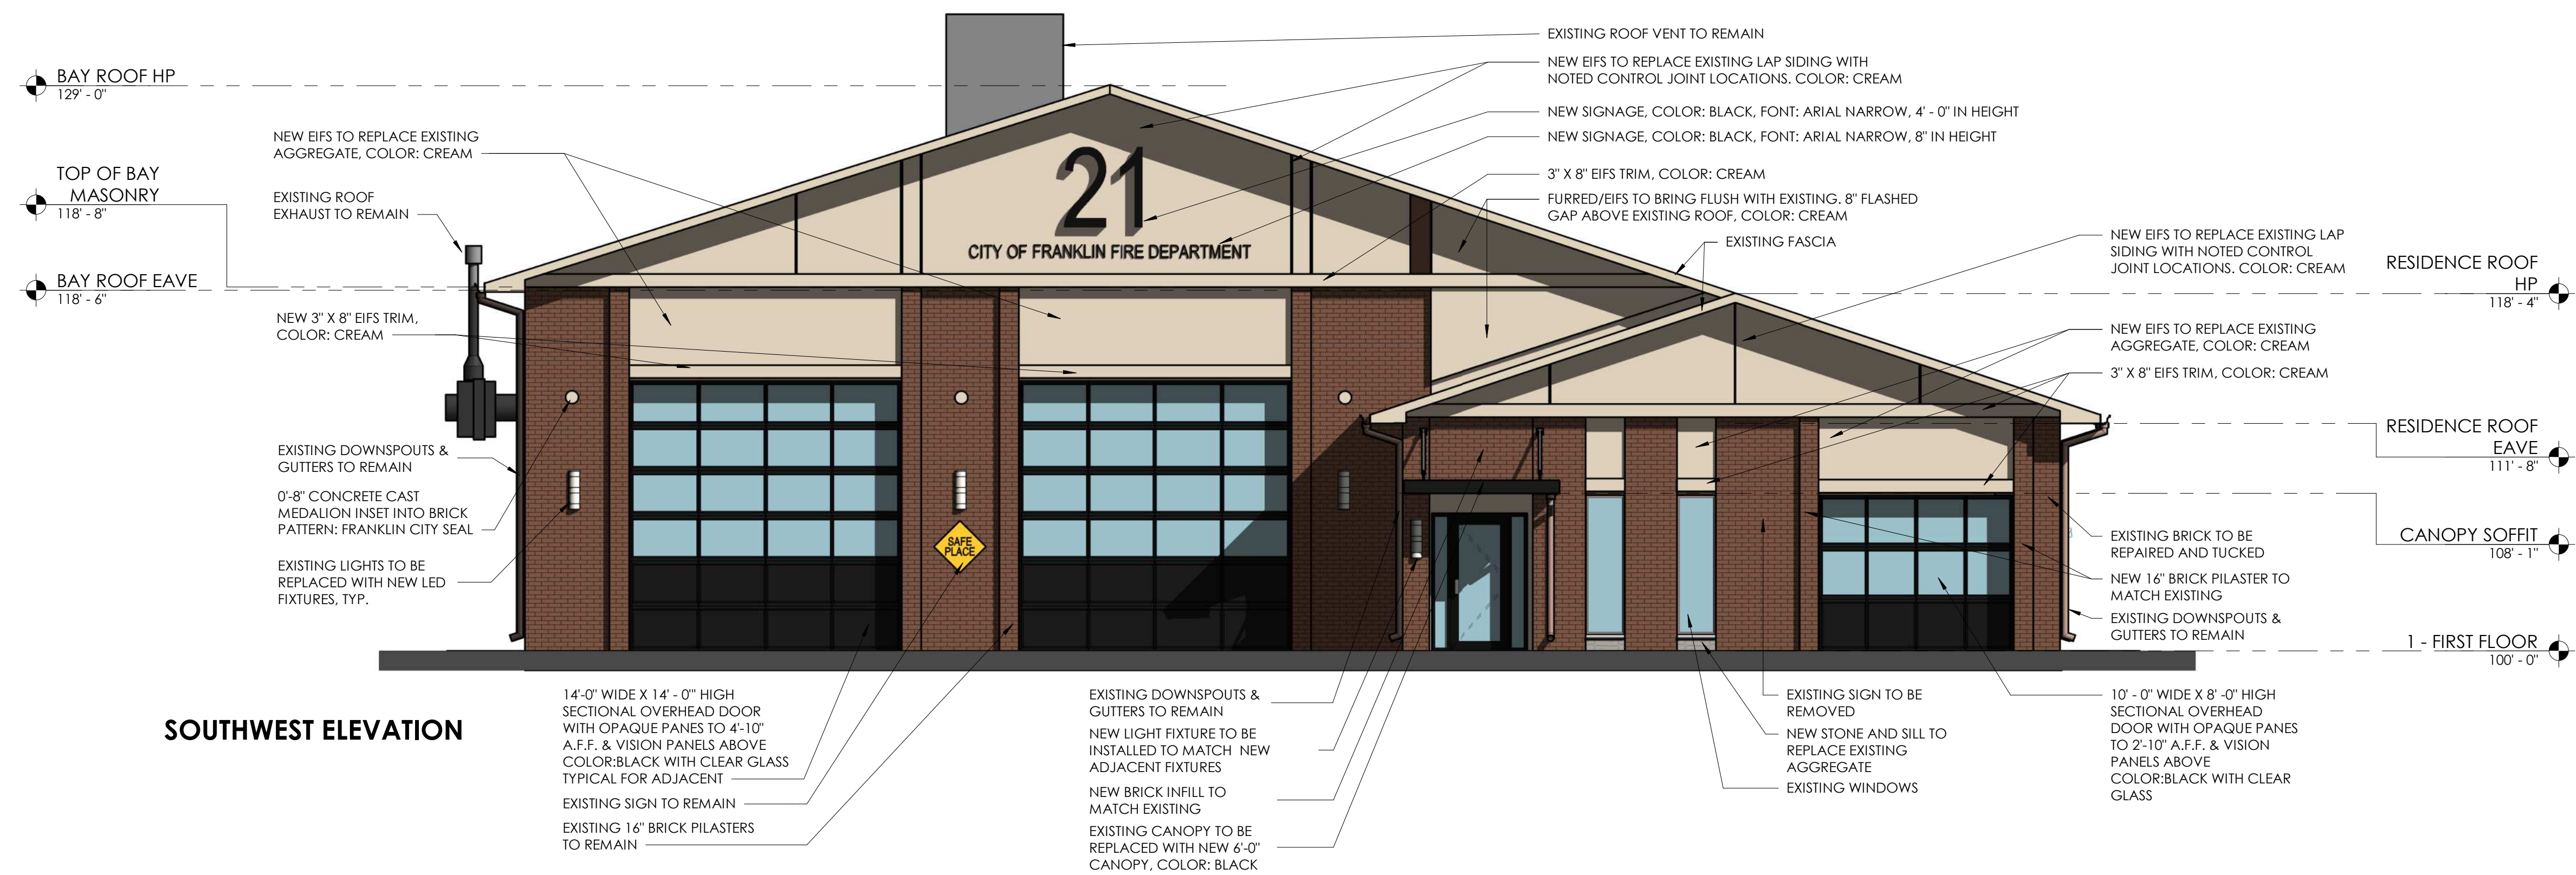 BAY ROOF HP
129' - 0"
TOP OF BAY
MASONRY
118' - 8"
BAY ROOF EAVE
118' - 6"
NEW EIFS TO REPLACE EXISTING
AGGREGATE, COLOR: CREAM
EXISTING ROOF
EXHAUST TO REMAIN
NEW 3" X 8" EIFS TRIM,
COLOR: CREAM
EXISTING DOWNSPOUTS &
GUTTERS TO REMAIN
0'-8" CONCRETE CAST
MEDALION INSET INTO BRICK
PATTERN: FRANKLIN CITY SEAL
EXISTING LIGHTS TO BE
REPLACED WITH NEW LED
FIXTURES, TYP.
21
CITY OF FRANKLIN FIRE DEPARTMENT
SAFE
PLACE
EXISTING ROOF VENT TO REMAIN
NEW EIFS TO REPLACE EXISTING LAP SIDING WITH
NOTED CONTROL JOINT LOCATIONS. COLOR: CREAM
NEW SIGNAGE, COLOR: BLACK, FONT: ARIAL NARROW, 4' - 0" IN HEIGHT
NEW SIGNAGE, COLOR: BLACK, FONT: ARIAL NARROW, 8" IN HEIGHT
3" X 8" EIFS TRIM, COLOR: CREAM
FURRED/EIFS TO BRING FLUSH WITH EXISTING. 8" FLASHED
GAP ABOVE EXISTING ROOF, COLOR: CREAM
EXISTING FASCIA
NEW EIFS TO REPLACE EXISTING LAP
SIDING WITH NOTED CONTROL
JOINT LOCATIONS. COLOR: CREAM
NEW EIFS TO REPLACE EXISTING
AGGREGATE, COLOR: CREAM
3" X 8" EIFS TRIM, COLOR: CREAM
EXISTING BRICK TO BE
REPAIRED AND TUCKED
NEW 16" BRICK PILASTER TO
MATCH EXISTING
EXISTING DOWNSPOUTS &
GUTTERS TO REMAIN
RESIDENCE ROOF
HP
118' - 4"
RESIDENCE ROOF
EAVE
111' - 8"
CANOPY SOFFIT
108' - 1"
1 - FIRST FLOOR
100' - 0"
SOUTHWEST ELEVATION
14'-0" WIDE X 14' - 0"' HIGH
SECTIONAL OVERHEAD DOOR
WITH OPAQUE PANES TO 4'-10"
A.F.F. & VISION PANELS ABOVE
COLOR:BLACK WITH CLEAR GLASS
TYPICAL FOR ADJACENT
EXISTING SIGN TO REMAIN
EXISTING 16" BRICK PILASTERS
TO REMAIN
EXISTING DOWNSPOUTS &
GUTTERS TO REMAIN
NEW LIGHT FIXTURE TO BE
INSTALLED TO MATCH NEW
ADJACENT FIXTURES
NEW BRICK INFILL TO
MATCH EXISTING
EXISTING CANOPY TO BE
REPLACED WITH NEW 6'-0"
CANOPY, COLOR: BLACK
EXISTING SIGN TO BE
REMOVED
NEW STONE AND SILL TO
REPLACE EXISTING
AGGREGATE
EXISTING WINDOWS
10' - 0" WIDE X 8' -0" HIGH
SECTIONAL OVERHEAD
DOOR WITH OPAQUE PANES
TO 2'-10" A.F.F. & VISION
PANELS ABOVE
COLOR:BLACK WITH CLEAR
GLASS